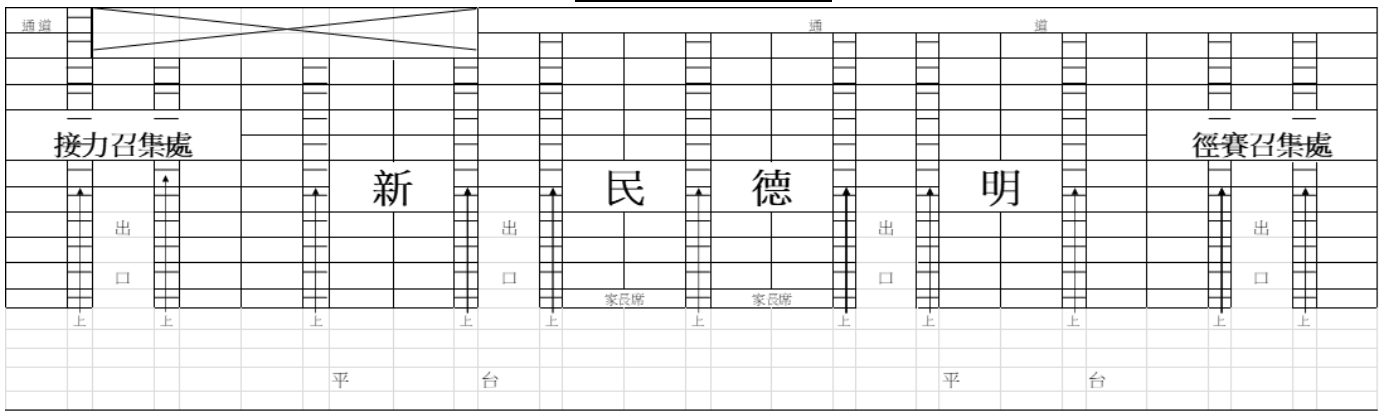 通道 通 道
接力召集處 徑賽召集處
新 民 德 明
出 出 出 出
口 口 口 口
家長席 家長席
上 上 上 上 上 上 上 上 上 上 上 上
平 台 平 台